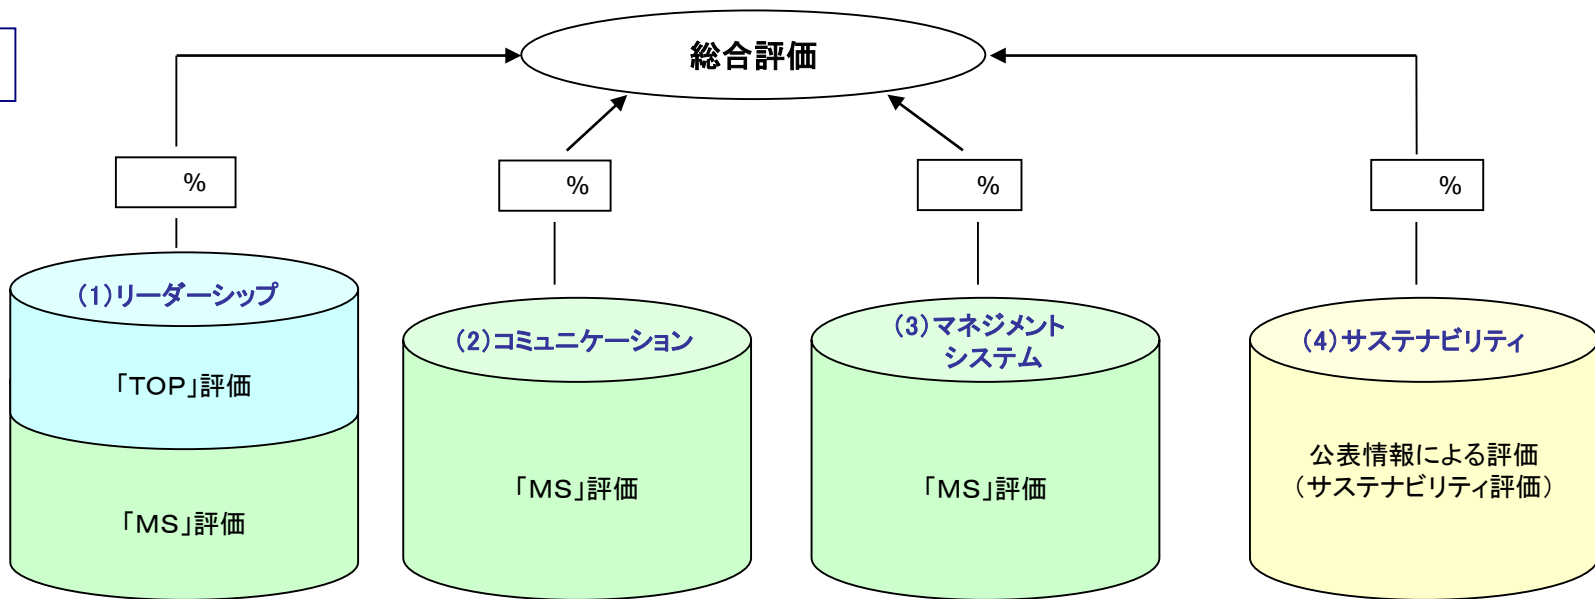 総合評価
%
%
%
%
(1)リーダーシップ
「TOP」評価
「MS」評価
(2)コミュニケーション
「MS」評価
(3)マネジメント
システム
「MS」評価
(4)サステナビリティ
公表情報による評価
(サステナビリティ評価)